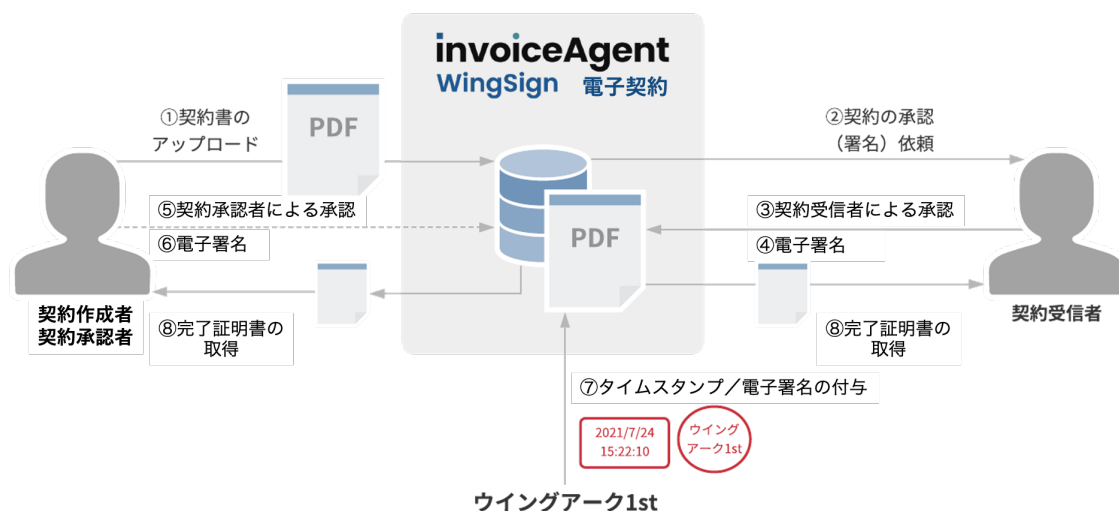 invoiceAgent
WingSign 電子契約
①契約書の
アップロード
PDF
②契約の承認
（署名）依頼
⑤契約承認者による承認
⑥電子署名
PDF
③契約受信者による承認
④電子署名
契約作成者
契約承認者
⑧完了証明書の
取得
⑧完了証明書の
取得
契約受信者
⑦タイムスタンプ／電子署名の付与
2021/7/24
15:22:10
ウイング
アーク1st
ウイングアーク1st